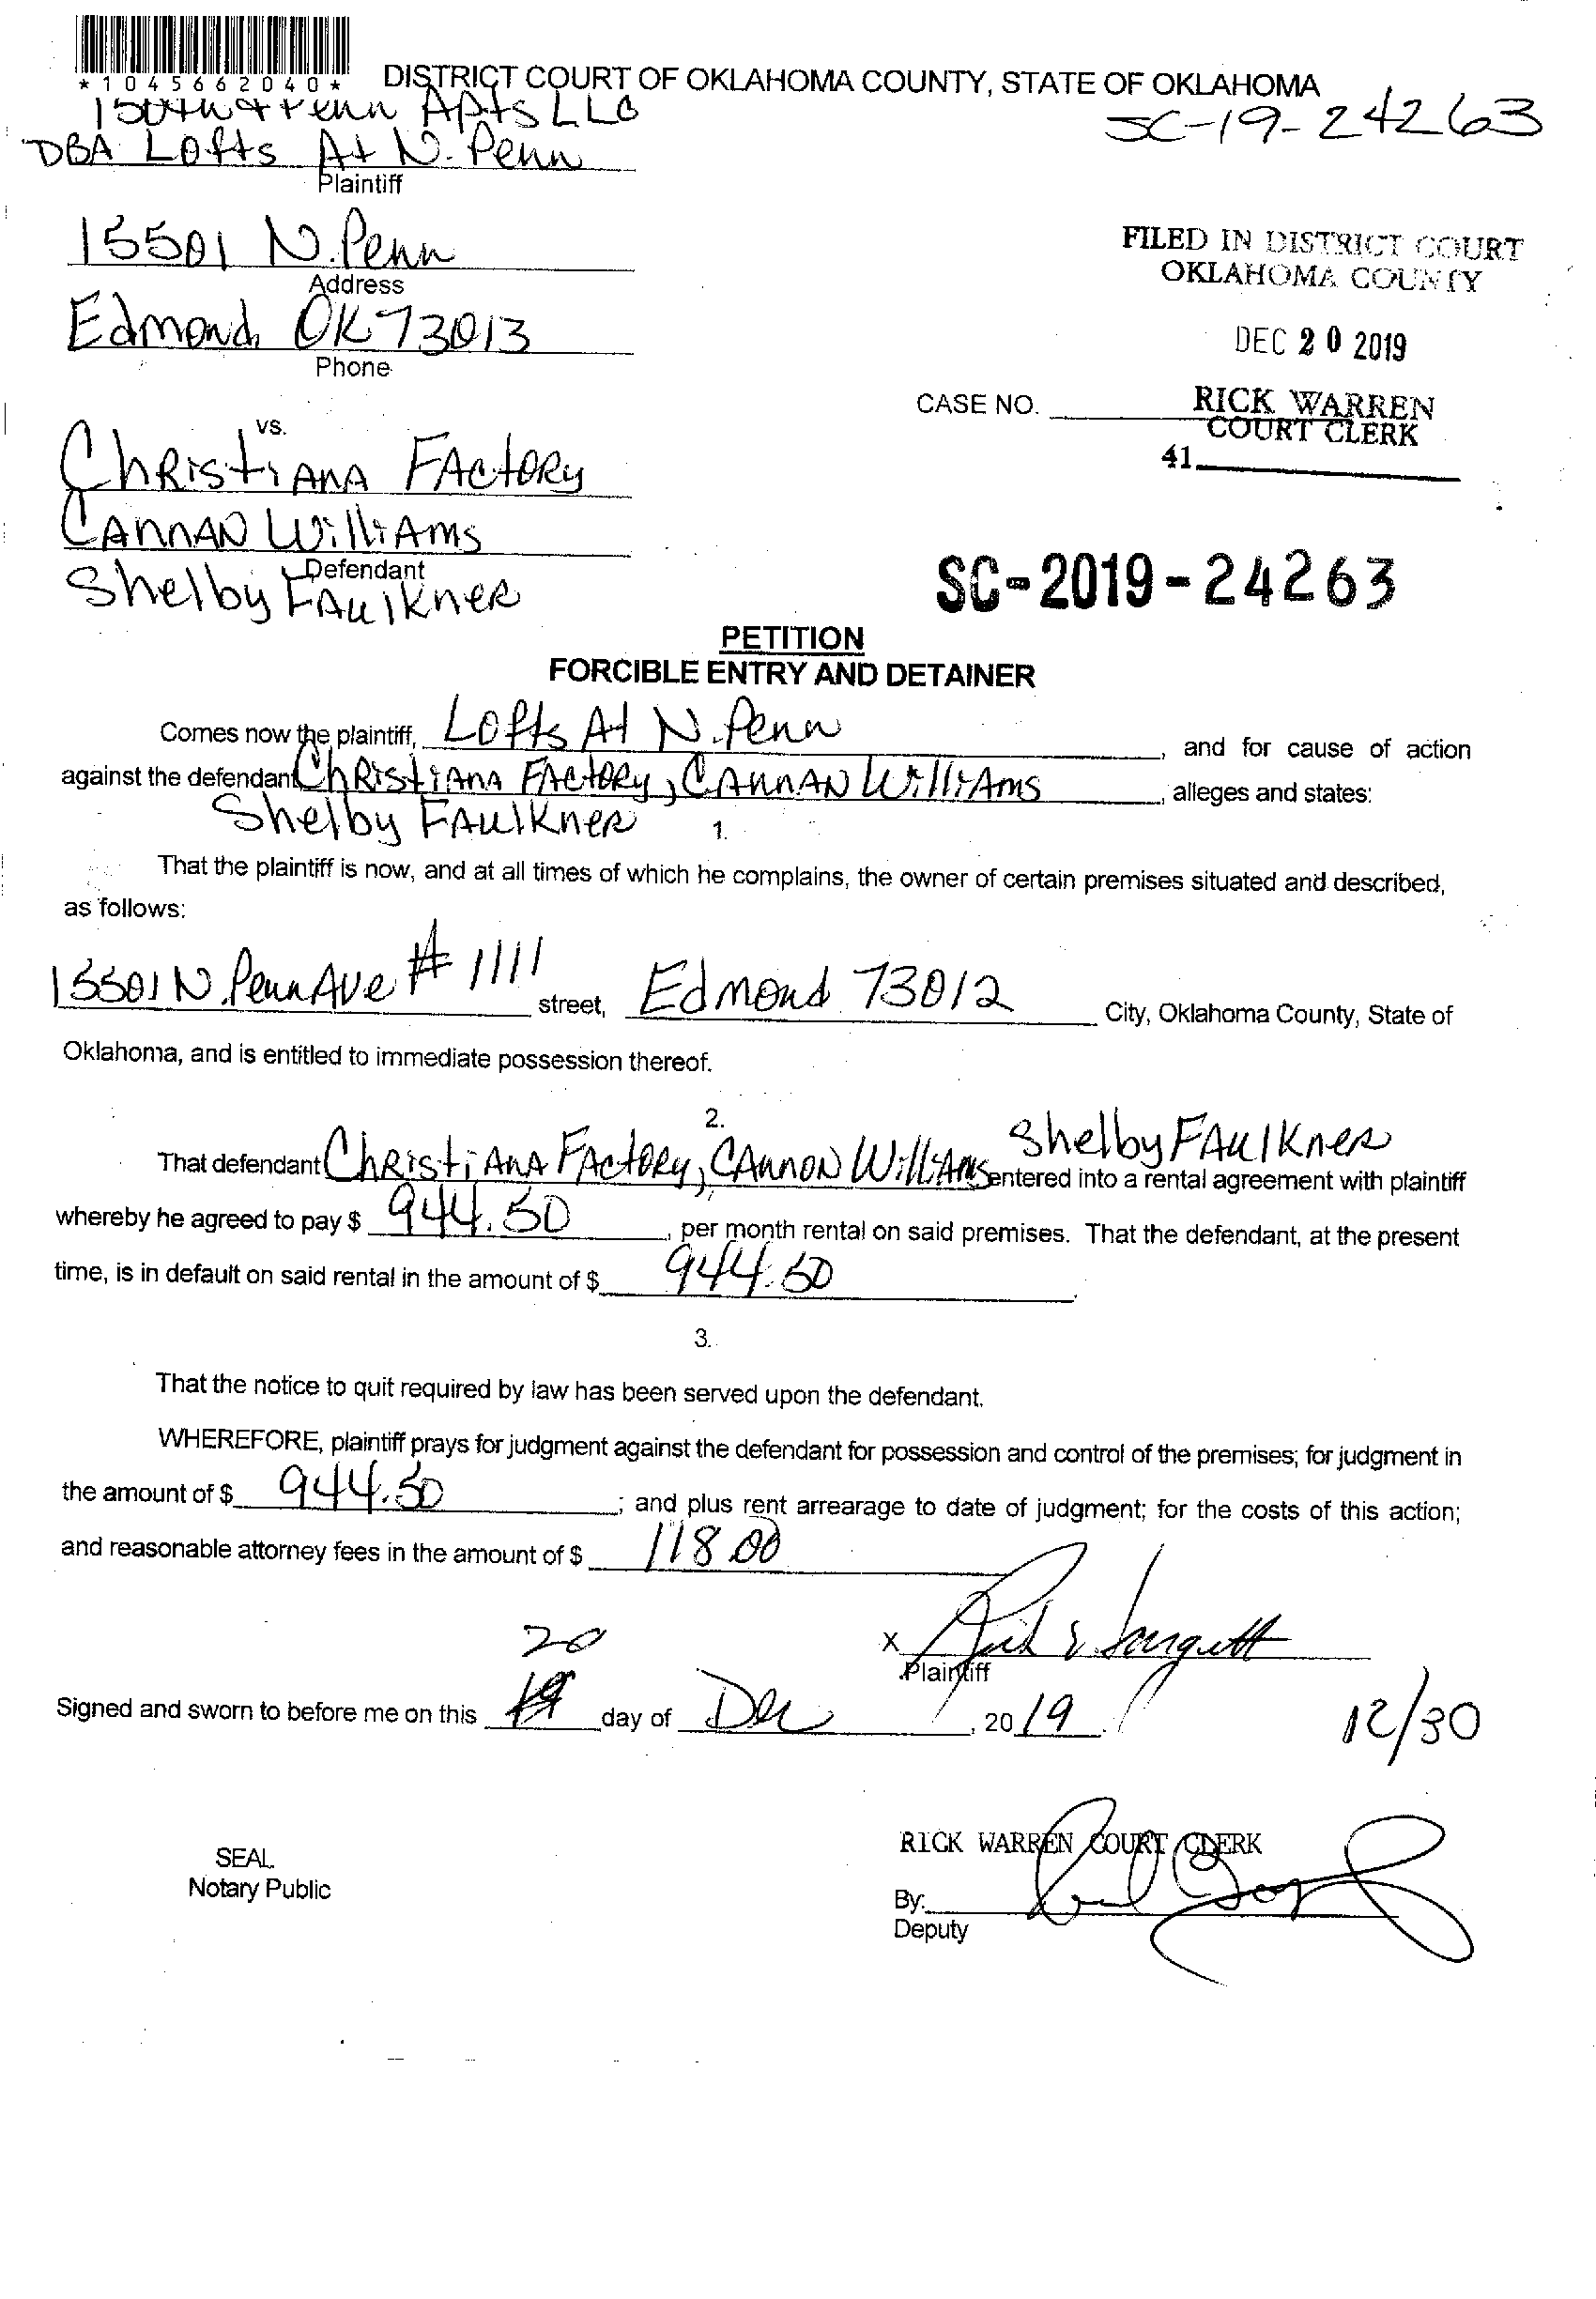 *1045662040*
DISTRICT COURT OF OKLAHOMA COUNTY, STATE OF OKLAHOMA
150th & Penn Apts LLC
SC-19-24263
DBA Lofts At N. Penn
Plaintiff
15501 N. Penn
Address
FILED IN DISTRICT COURT
OKLAHOMA COUNTY
Edmond, OK 73013
Phone
DEC 20 2019
CASE NO.
RICK WARREN
COURT CLERK
41
vs.
Christiana Factory
Cannan Williams
Defendant
Shelby Faulkner
SC-2019-24263
PETITION
FORCIBLE ENTRY AND DETAINER
Comes now the plaintiff, Lofts At N. Penn, and for cause of action
against the defendant Christiana Factory, Cannan Williams, alleges and states:
Shelby Faulkner
1.
That the plaintiff is now, and at all times of which he complains, the owner of certain premises situated and described,
as follows:
15501 N. Penn Ave # 1111 street, Edmond 73012 City, Oklahoma County, State of
Oklahoma, and is entitled to immediate possession thereof.
2.
Shelby Faulkner
That defendant Christiana Factory, Cannon Williams entered into a rental agreement with plaintiff
whereby he agreed to pay $ 944.50, per month rental on said premises. That the defendant, at the present
time, is in default on said rental in the amount of $ 944.50.
3.
That the notice to quit required by law has been served upon the defendant.
WHEREFORE, plaintiff prays for judgment against the defendant for possession and control of the premises; for judgment in
the amount of $ 944.50; and plus rent arrearage to date of judgment; for the costs of this action;
and reasonable attorney fees in the amount of $ 118.00
x
Plaintiff
20
Signed and sworn to before me on this 19 day of Dec, 2019.
12/30
SEAL
Notary Public
RICK WARREN COURT CLERK
By:
Deputy